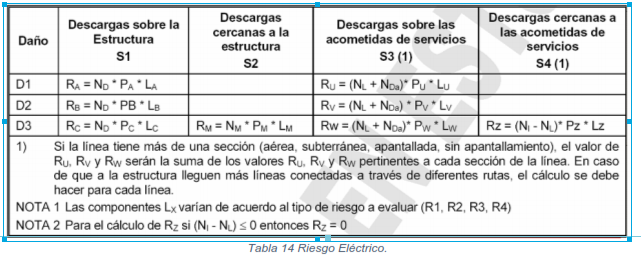 Daño
Descargas sobre la
Estructura
S1
Descargas
cercanas a la
estructura
S2
Descargas sobre las
acometidas de servicios
S3 (1)
Descargas cercanas a
las acometidas de
servicios
S4 (1)
D1
R_A = N_D * P_A * L_A
R_U = (N_L + N_Da)* P_U * L_U
D2
R_B = N_D * PB * L_B
R_V = (N_L + N_Da) * P_V * L_V
D3
R_C = N_D * P_C * L_C
R_M = N_M * P_M * L_M
Rw = (N_L + N_Da)* P_W * L_W
Rz = (N_I - N_L)* Pz * Lz
1) Si la línea tiene más de una sección (aérea, subterránea, apantallada, sin apantallamiento), el valor de
R_U, R_V y R_W serán la suma de los valores R_U, R_V y R_W pertinentes a cada sección de la línea. En caso
de que a la estructura lleguen más líneas conectadas a través de diferentes rutas, el cálculo se debe
hacer para cada línea.
NOTA 1 Las componentes L_X varían de acuerdo al tipo de riesgo a evaluar (R1, R2, R3, R4)
NOTA 2 Para el cálculo de R_Z si (N_I - N_L) ≤ 0 entonces R_Z = 0
Tabla 14 Riesgo Eléctrico.